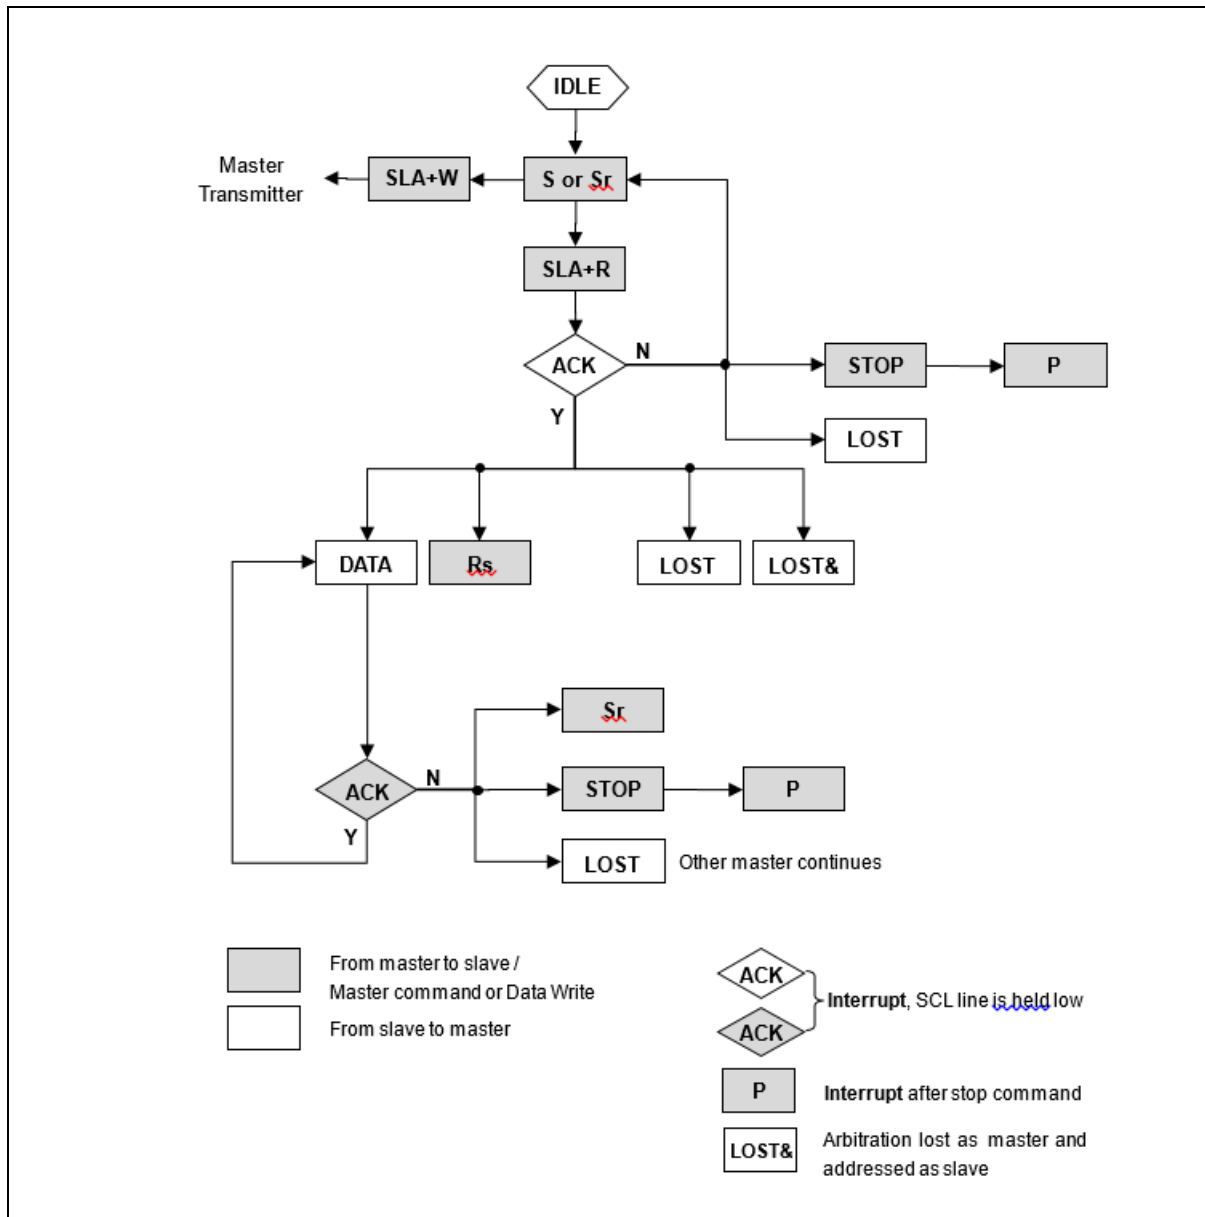 IDLE
Master
Transmitter
SLA+W
S or Sr
SLA+R
ACK
N
STOP
P
Y
LOST
DATA
Rs
LOST
LOST&
Sr
ACK
N
STOP
P
Y
LOST
Other master continues
From master to slave /
Master command or Data Write
From slave to master
ACK
Interrupt, SCL line is held low
ACK
P
Interrupt after stop command
LOST&
Arbitration lost as master and
addressed as slave